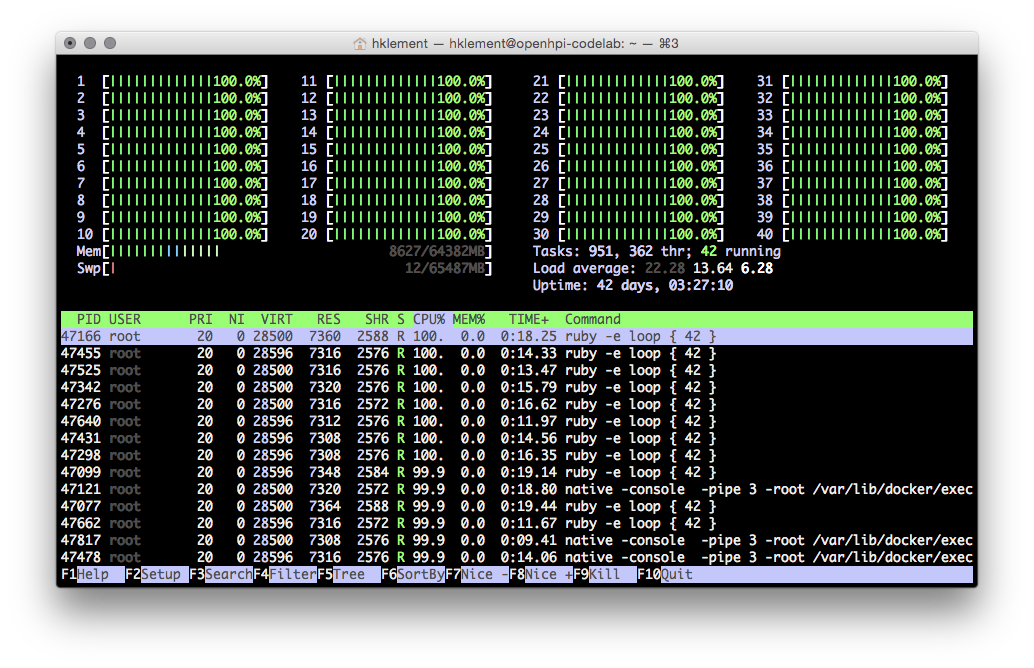 hklement — hklement@openhpi-codelab: ~ — ⌘3
1 [|||||||||||||100.0%] 11 [|||||||||||||100.0%] 21 [|||||||||||||100.0%] 31 [|||||||||||||100.0%]
2 [|||||||||||||100.0%] 12 [|||||||||||||100.0%] 22 [|||||||||||||100.0%] 32 [|||||||||||||100.0%]
3 [|||||||||||||100.0%] 13 [|||||||||||||100.0%] 23 [|||||||||||||100.0%] 33 [|||||||||||||100.0%]
4 [|||||||||||||100.0%] 14 [|||||||||||||100.0%] 24 [|||||||||||||100.0%] 34 [|||||||||||||100.0%]
5 [|||||||||||||100.0%] 15 [|||||||||||||100.0%] 25 [|||||||||||||100.0%] 35 [|||||||||||||100.0%]
6 [|||||||||||||100.0%] 16 [|||||||||||||100.0%] 26 [|||||||||||||100.0%] 36 [|||||||||||||100.0%]
7 [|||||||||||||100.0%] 17 [|||||||||||||100.0%] 27 [|||||||||||||100.0%] 37 [|||||||||||||100.0%]
8 [|||||||||||||100.0%] 18 [|||||||||||||100.0%] 28 [|||||||||||||100.0%] 38 [|||||||||||||100.0%]
9 [|||||||||||||100.0%] 19 [|||||||||||||100.0%] 29 [|||||||||||||100.0%] 39 [|||||||||||||100.0%]
10 [|||||||||||||100.0%] 20 [|||||||||||||100.0%] 30 [|||||||||||||100.0%] 40 [|||||||||||||100.0%]
Mem[|||||||||||||| 8627/64382MB] Tasks: 951, 362 thr; 42 running
Swp[| 12/65487MB] Load average: 22.28 13.64 6.28
Uptime: 42 days, 03:27:10
PID USER PRI NI VIRT RES SHR S CPU% MEM% TIME+ Command
47166 root 20 0 28500 7360 2588 R 100. 0.0 0:18.25 ruby -e loop { 42 }
47455 root 20 0 28596 7316 2576 R 100. 0.0 0:14.33 ruby -e loop { 42 }
47525 root 20 0 28500 7316 2576 R 100. 0.0 0:13.47 ruby -e loop { 42 }
47342 root 20 0 28500 7320 2576 R 100. 0.0 0:15.79 ruby -e loop { 42 }
47276 root 20 0 28500 7316 2572 R 100. 0.0 0:16.62 ruby -e loop { 42 }
47640 root 20 0 28596 7312 2576 R 100. 0.0 0:11.97 ruby -e loop { 42 }
47431 root 20 0 28596 7308 2576 R 100. 0.0 0:14.56 ruby -e loop { 42 }
47298 root 20 0 28596 7308 2576 R 100. 0.0 0:16.35 ruby -e loop { 42 }
47099 root 20 0 28596 7348 2584 R 99.9 0.0 0:19.14 ruby -e loop { 42 }
47121 root 20 0 28500 7320 2572 R 99.9 0.0 0:18.80 native -console -pipe 3 -root /var/lib/docker/exec
47077 root 20 0 28500 7364 2588 R 99.9 0.0 0:19.44 ruby -e loop { 42 }
47662 root 20 0 28596 7316 2572 R 99.9 0.0 0:11.67 ruby -e loop { 42 }
47817 root 20 0 28500 7308 2576 R 99.9 0.0 0:09.41 native -console -pipe 3 -root /var/lib/docker/exec
47478 root 20 0 28596 7316 2576 R 99.9 0.0 0:14.06 native -console -pipe 3 -root /var/lib/docker/exec
F1Help F2Setup F3SearchF4FilterF5Tree F6SortByF7Nice -F8Nice +F9Kill F10Quit